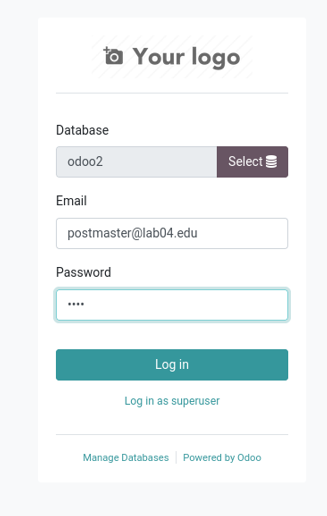 Your logo
Database
odoo2
Select
Email
postmaster@lab04.edu
Password
••••
Log in
Log in as superuser
Manage Databases | Powered by Odoo